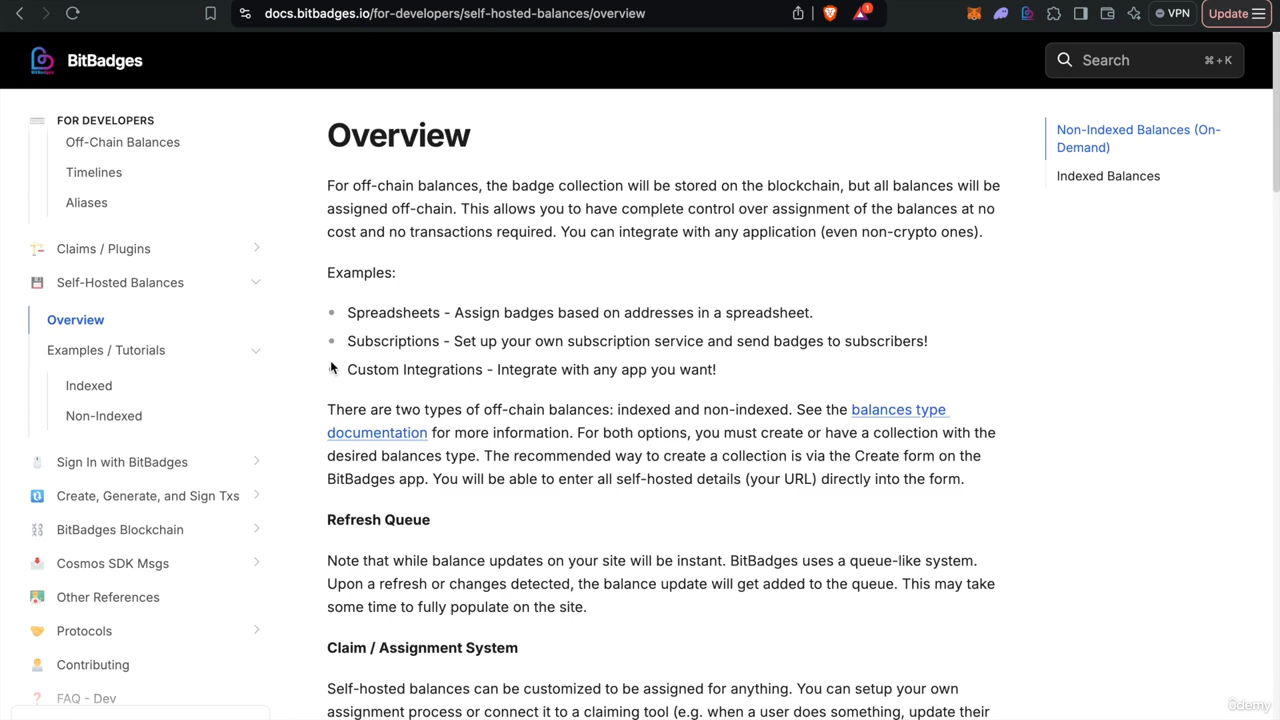 docs.bitbadges.io/for-developers/self-hosted-balances/overview
1
VPN
Update
BitBadges
Search
⌘+K
FOR DEVELOPERS
Off-Chain Balances
Timelines
Aliases
Claims / Plugins
Self-Hosted Balances
Overview
Examples / Tutorials
Indexed
Non-Indexed
Sign In with BitBadges
Create, Generate, and Sign Txs
BitBadges Blockchain
Cosmos SDK Msgs
Other References
Protocols
Contributing
FAQ - Dev
Overview
For off-chain balances, the badge collection will be stored on the blockchain, but all balances will be
assigned off-chain. This allows you to have complete control over assignment of the balances at no
cost and no transactions required. You can integrate with any application (even non-crypto ones).
Examples:
Spreadsheets - Assign badges based on addresses in a spreadsheet.
Subscriptions - Set up your own subscription service and send badges to subscribers!
Custom Integrations - Integrate with any app you want!
There are two types of off-chain balances: indexed and non-indexed. See the balances type
documentation for more information. For both options, you must create or have a collection with the
desired balances type. The recommended way to create a collection is via the Create form on the
BitBadges app. You will be able to enter all self-hosted details (your URL) directly into the form.
Refresh Queue
Note that while balance updates on your site will be instant. BitBadges uses a queue-like system.
Upon a refresh or changes detected, the balance update will get added to the queue. This may take
some time to fully populate on the site.
Claim / Assignment System
Self-hosted balances can be customized to be assigned for anything. You can setup your own
assignment process or connect it to a claiming tool (e.g. when a user does something, update their
Non-Indexed Balances (On-
Demand)
Indexed Balances
ûdemy